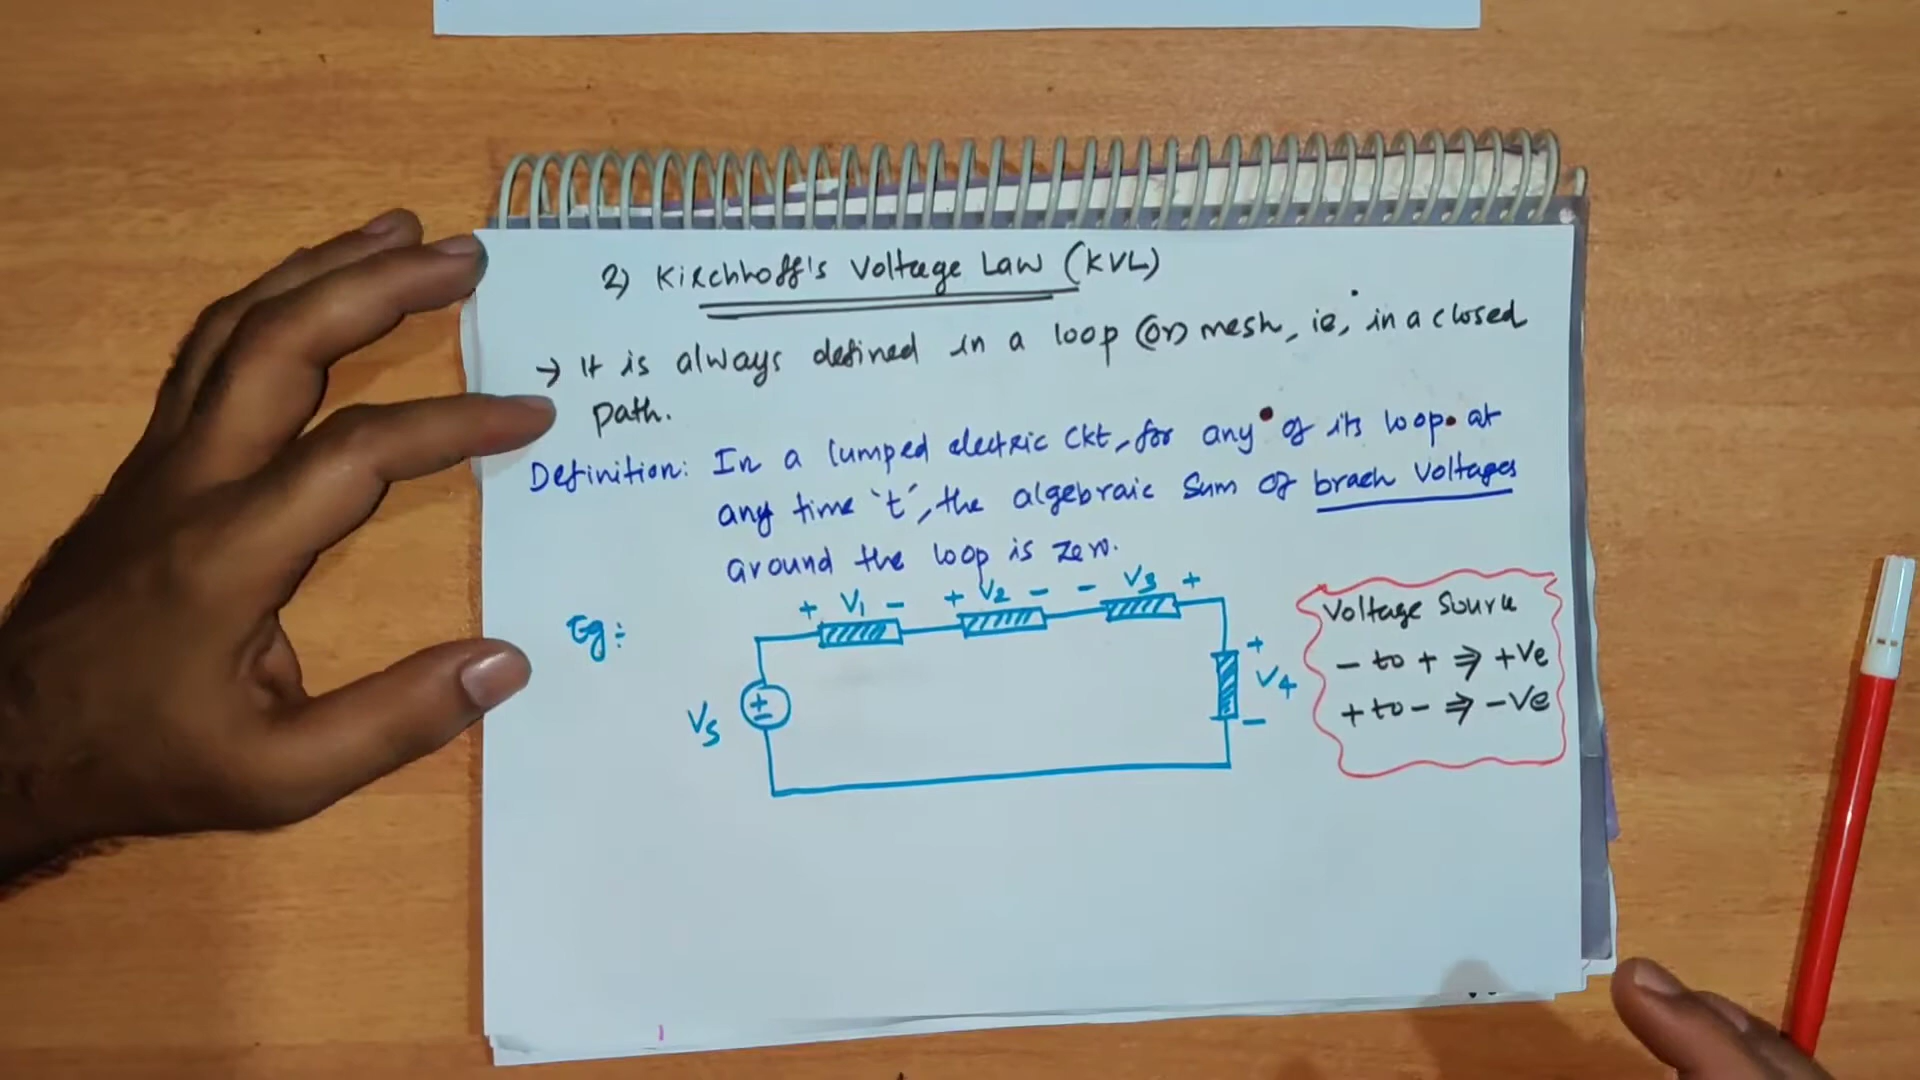 2) Kirchhoff's Voltage Law (KVL)
→ It is always defined in a loop (or) mesh, ie, in a closed
path.
Definition: In a lumped electric Ckt, for any of its loop at
any time 't', the algebraic Sum of brach voltages
around the loop is zero.
Eg:
+ V1 - + V2 - - V3 +
+ V4 -
Vs ±
Voltage Source
- to + ⇒ +Ve
+ to - ⇒ -Ve